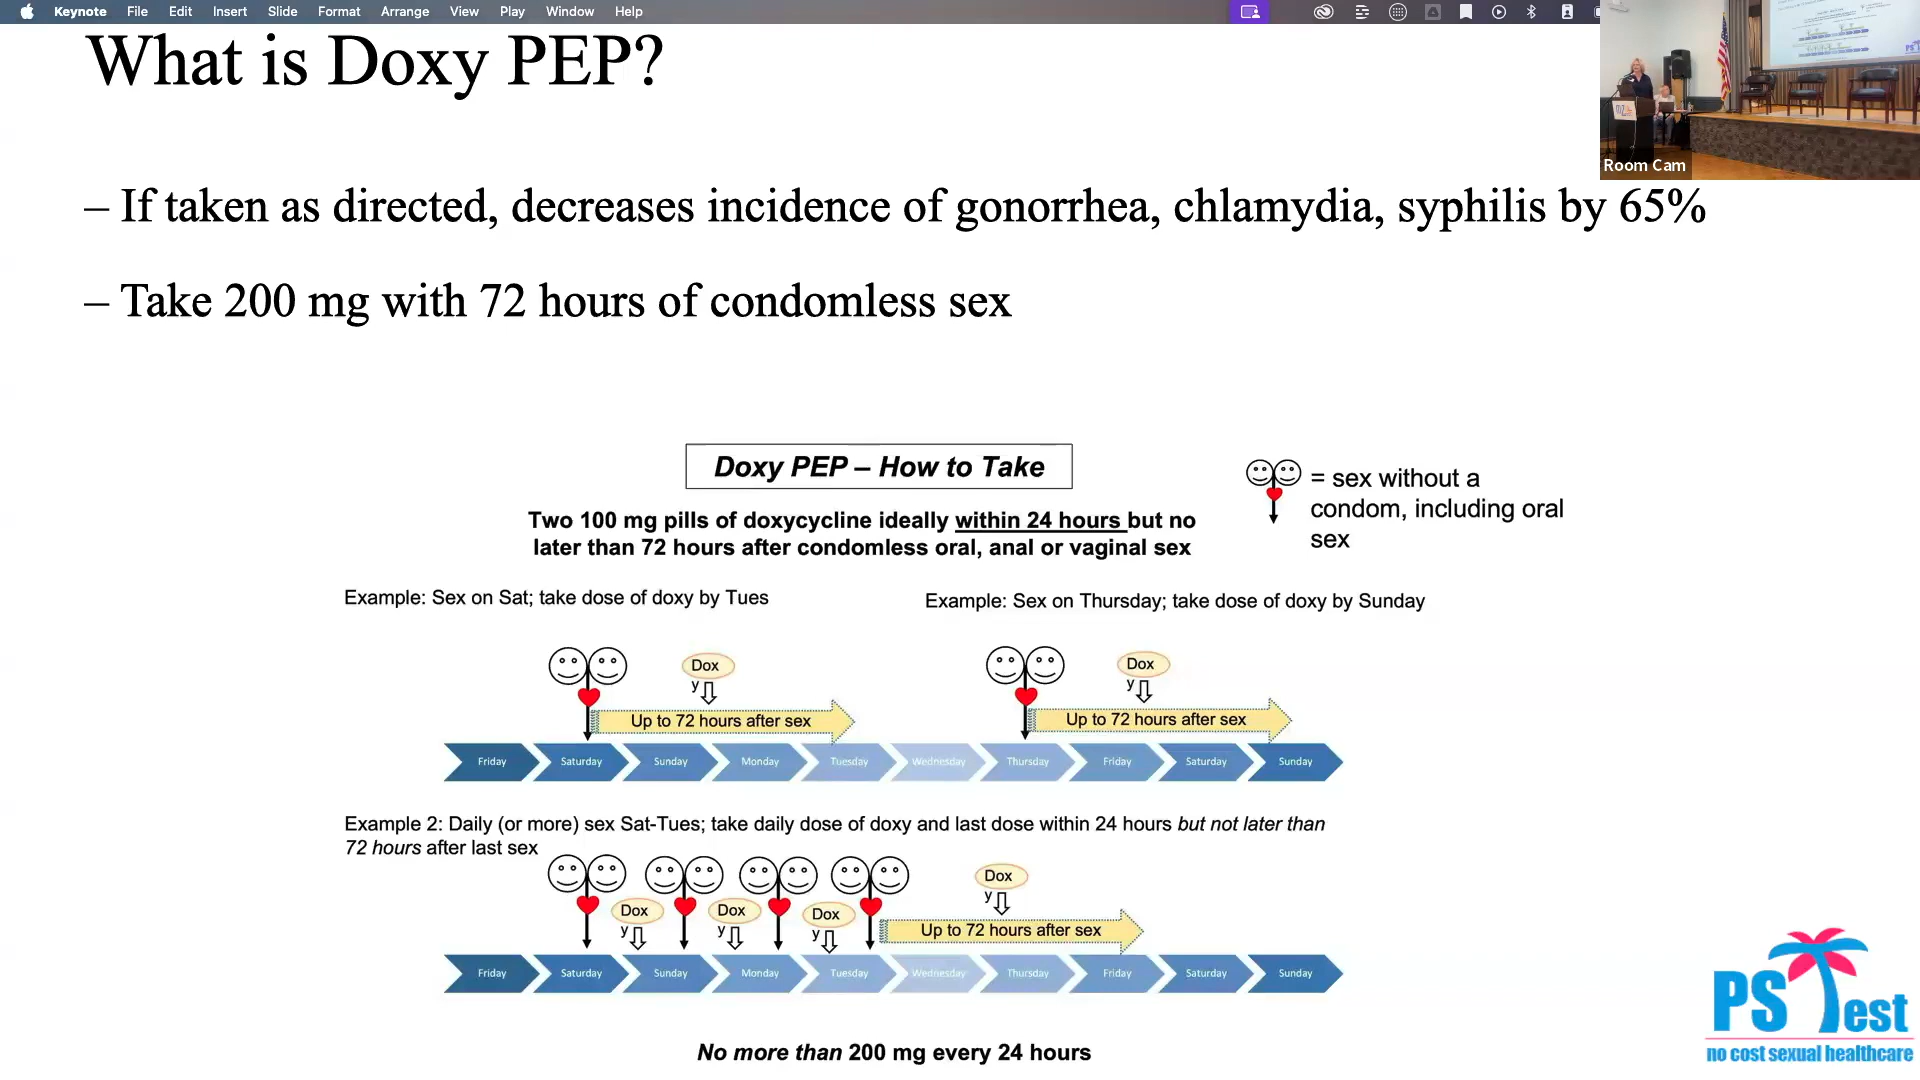 Keynote File Edit Insert Slide Format Arrange View Play Window Help
What is Doxy PEP?
Room Cam
– If taken as directed, decreases incidence of gonorrhea, chlamydia, syphilis by 65%
– Take 200 mg with 72 hours of condomless sex
Doxy PEP – How to Take
= sex without a
condom, including oral
sex
Two 100 mg pills of doxycycline ideally within 24 hours but no
later than 72 hours after condomless oral, anal or vaginal sex
Example: Sex on Sat; take dose of doxy by Tues
Example: Sex on Thursday; take dose of doxy by Sunday
Dox
y
Dox
y
Up to 72 hours after sex
Up to 72 hours after sex
Friday Saturday Sunday Monday Tuesday Wednesday Thursday Friday Saturday Sunday
Example 2: Daily (or more) sex Sat-Tues; take daily dose of doxy and last dose within 24 hours but not later than
72 hours after last sex
Dox
y
Dox
y
Dox
y
Dox
y
Up to 72 hours after sex
Friday Saturday Sunday Monday Tuesday Wednesday Thursday Friday Saturday Sunday
No more than 200 mg every 24 hours
PS Test
no cost sexual healthcare